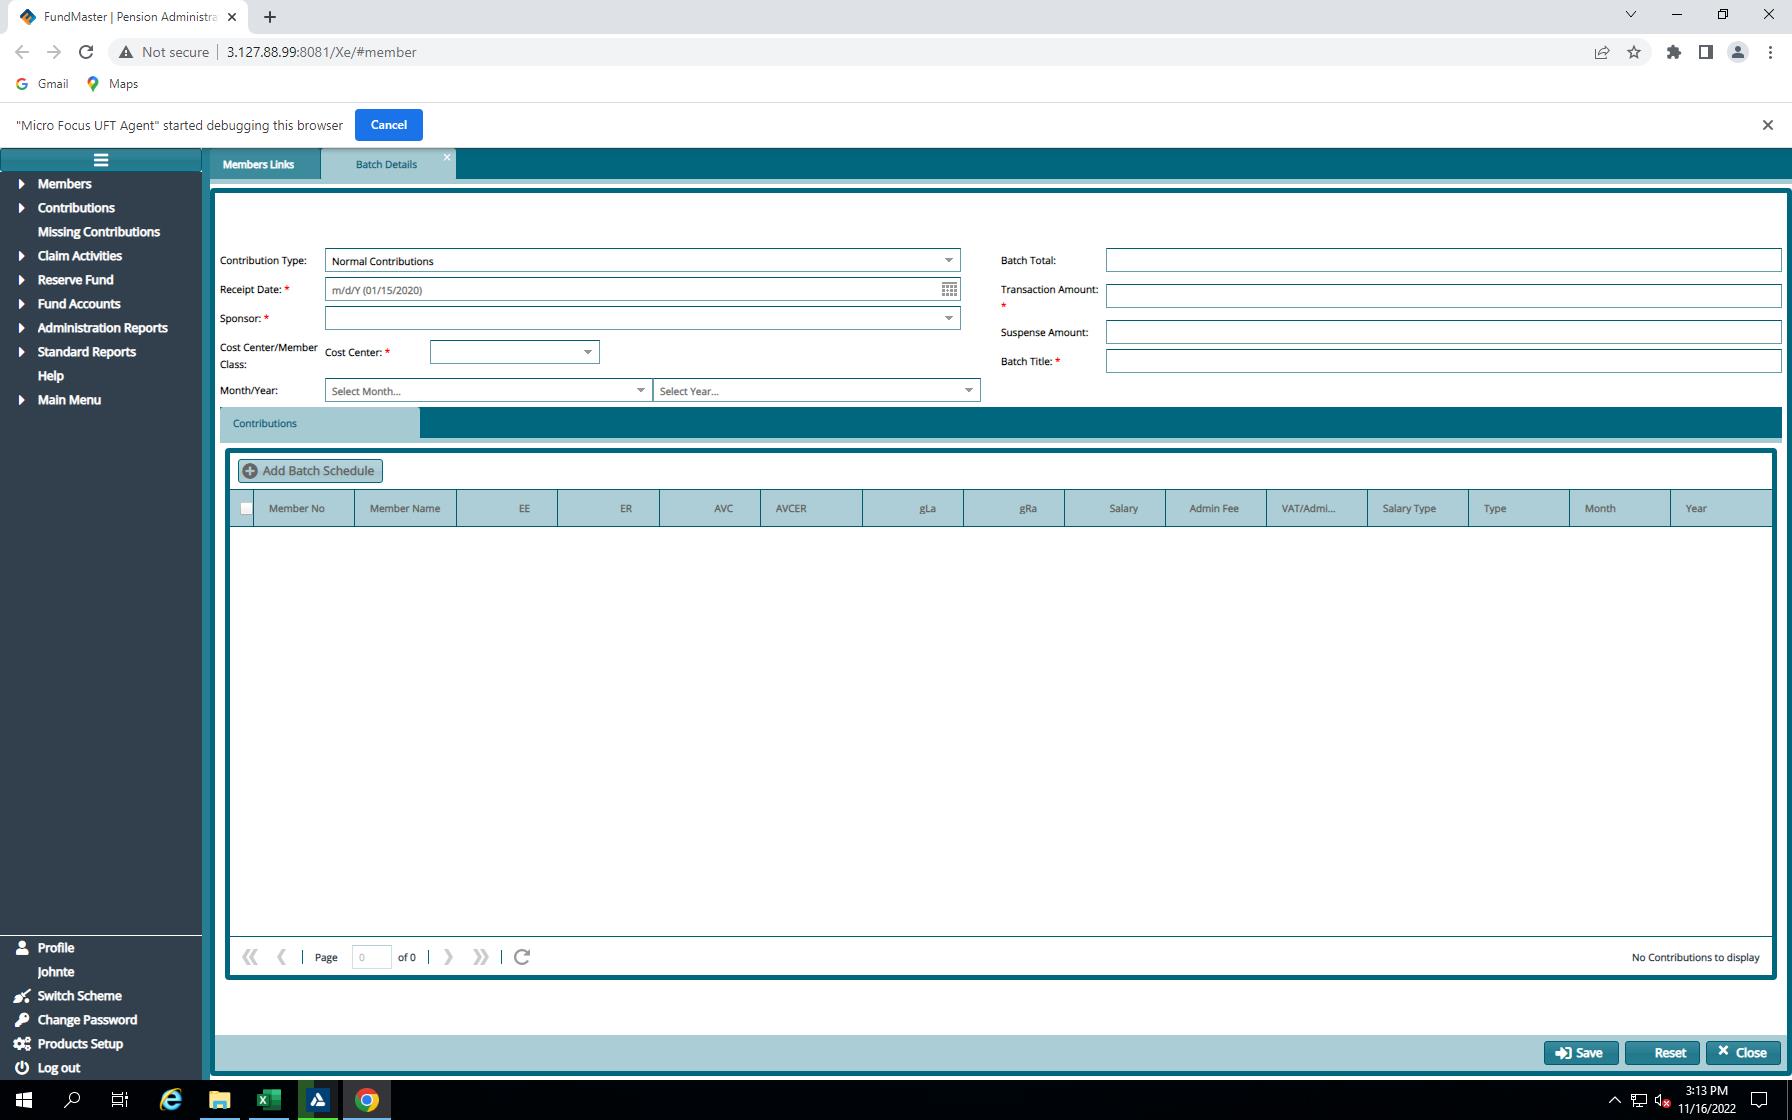 FundMaster | Pension Administra
Not secure
3.127.88.99:8081/Xe/#member
Gmail
Maps
"Micro Focus UFT Agent" started debugging this browser
Cancel
Members
Contributions
Missing Contributions
Claim Activities
Reserve Fund
Fund Accounts
Administration Reports
Standard Reports
Help
Main Menu
Members Links
Batch Details
Contribution Type:
Normal Contributions
Receipt Date: *
m/d/Y (01/15/2020)
Sponsor: *
Cost Center/Member
Class:
Cost Center: *
Month/Year:
Select Month...
Select Year...
Batch Total:
Transaction Amount:
*
Suspense Amount:
Batch Title: *
Contributions
Add Batch Schedule
Member No
Member Name
EE
ER
AVC
AVCER
gLa
gRa
Salary
Admin Fee
VAT/Admi...
Salary Type
Type
Month
Year
Page
0
of 0
No Contributions to display
Profile
Johnte
Switch Scheme
Change Password
Products Setup
Log out
Save
Reset
Close
3:13 PM
11/16/2022